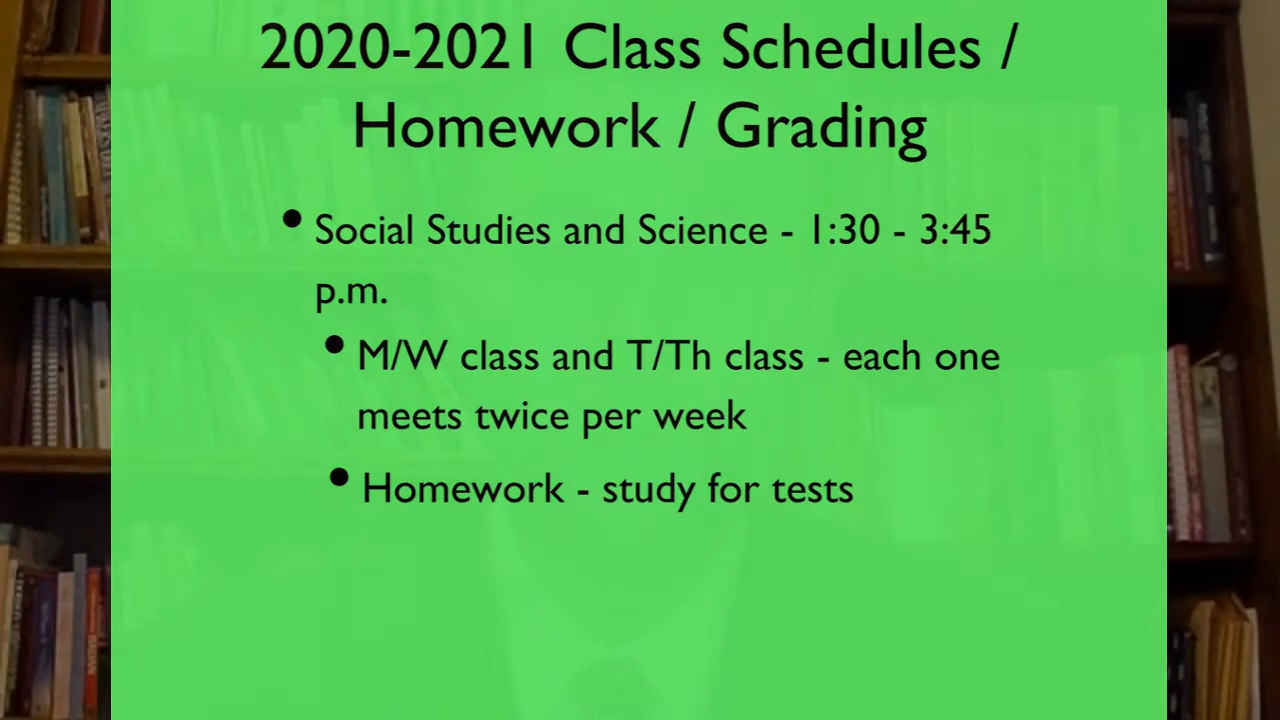 2020-2021 Class Schedules /
Homework / Grading
• Social Studies and Science - 1:30 - 3:45
p.m.
• M/W class and T/Th class - each one
meets twice per week
• Homework - study for tests